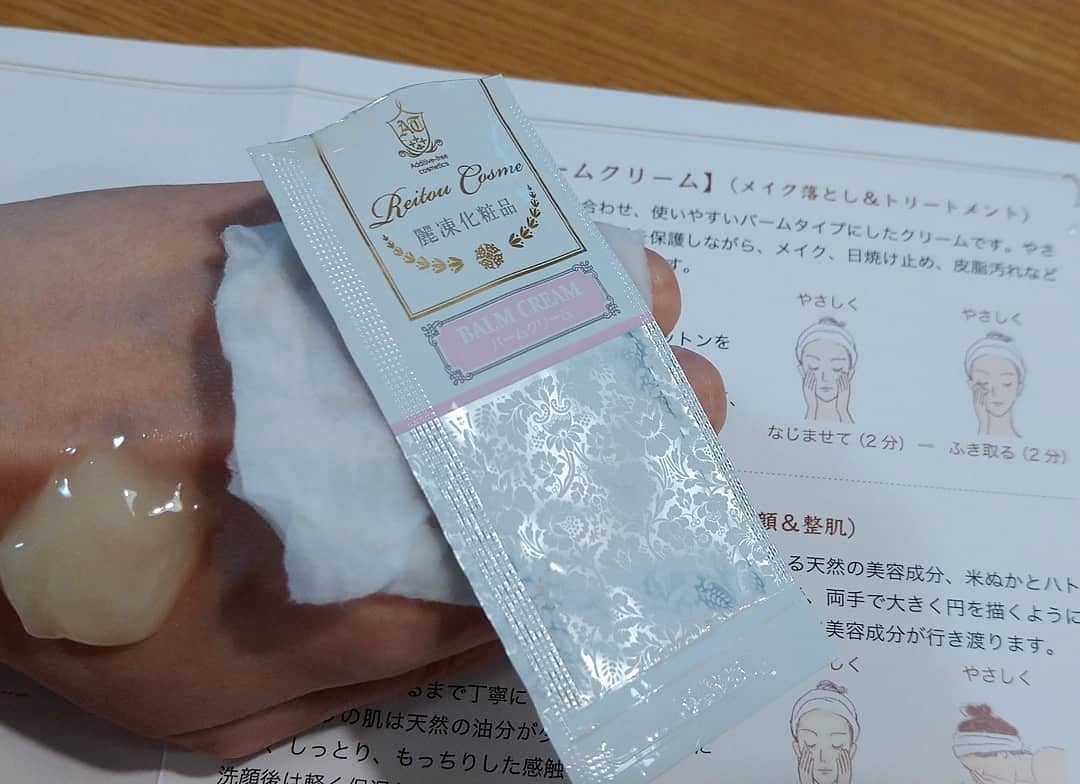 AT
Additive-free
cosmetics
Reitou Cosme
麗凍化粧品
BALM CREAM
バームクリーム
ームクリーム】（メイク落とし＆トリートメント）
合わせ、使いやすいバームタイプにしたクリームです。やさ
保護しながら、メイク、日焼け止め、皮脂汚れなど
す。
ットンを
やさしく
やさしく
なじませて（2分） ― ふき取る（2分）
顔＆整肌）
る天然の美容成分、米ぬかとハト
両手で大きく円を描くように
美容成分が行き渡ります。
しく
やさしく
るまで丁寧に
の肌は天然の油分が
、しっとり、もっちりした感触
に
洗顔後は軽く